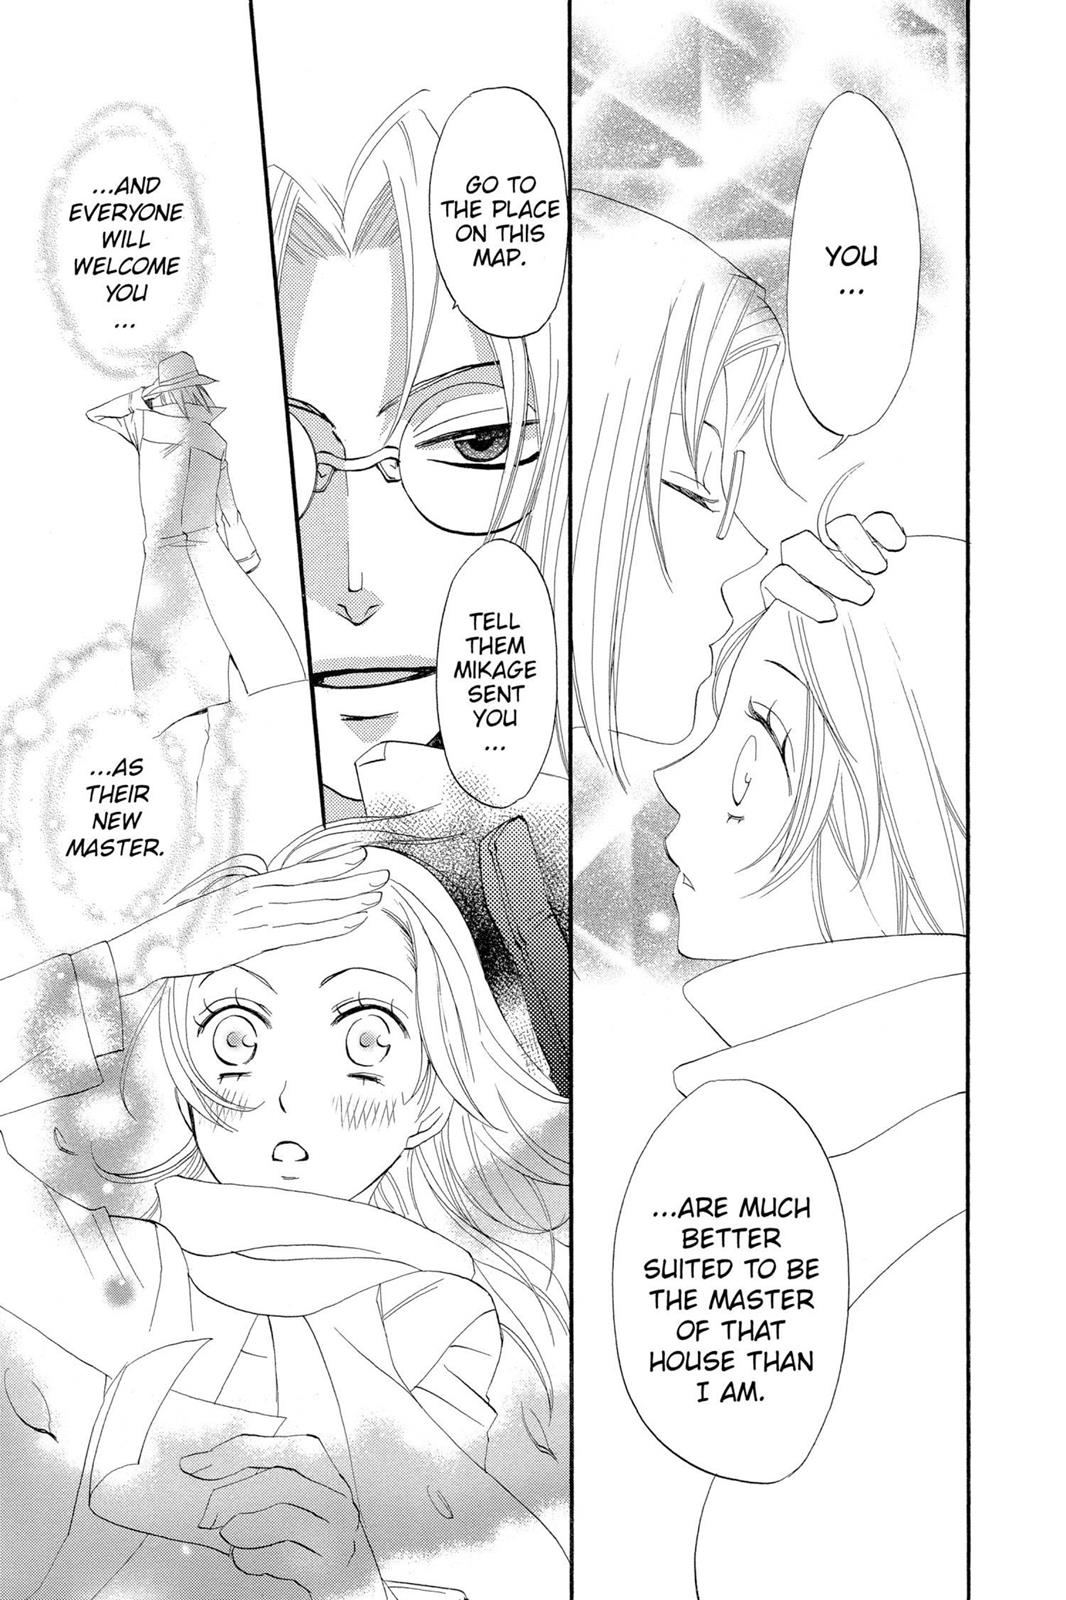 YOU
...
...ARE MUCH
BETTER
SUITED TO BE
THE MASTER
OF THAT
HOUSE THAN
I AM.
GO TO
THE PLACE
ON THIS
MAP.
TELL
THEM
MIKAGE
SENT
YOU
...
...AND
EVERYONE
WILL
WELCOME
YOU
...
...AS
THEIR
NEW
MASTER.